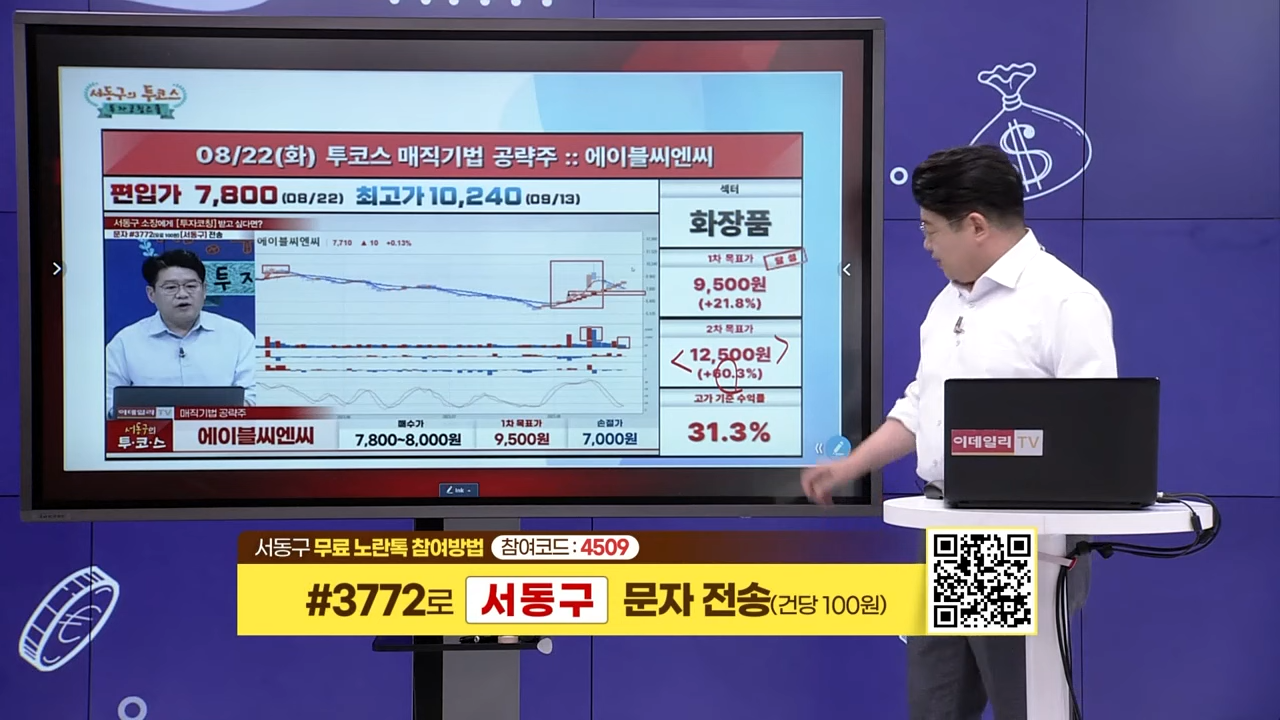 서동구의 투코스
08/22(화) 투코스 매직기법 공략주 :: 에이블씨엔씨
편입가 7,800 (08/22) 최고가 10,240 (09/13)
섹터
화장품
서동구 소장에게 [투자코칭] 받고 싶다면?
문자 #3772(건당 100원) [서동구] 전송
에이블씨엔씨 7,710 ▲ 10 +0.13%
투자
1차 목표가
달성
9,500원
(+21.8%)
2차 목표가
12,500원
(+60.3%)
고가 기준 수익률
31.3%
이데일리TV 매직기법 공략주
서동구의
투·코·스
에이블씨엔씨
매수가
7,800~8,000원
1차 목표가
9,500원
손절가
7,000원
Ink
이데일리TV
서동구 무료 노란톡 참여방법 참여코드 : 4509
#3772로 서동구 문자 전송(건당 100원)